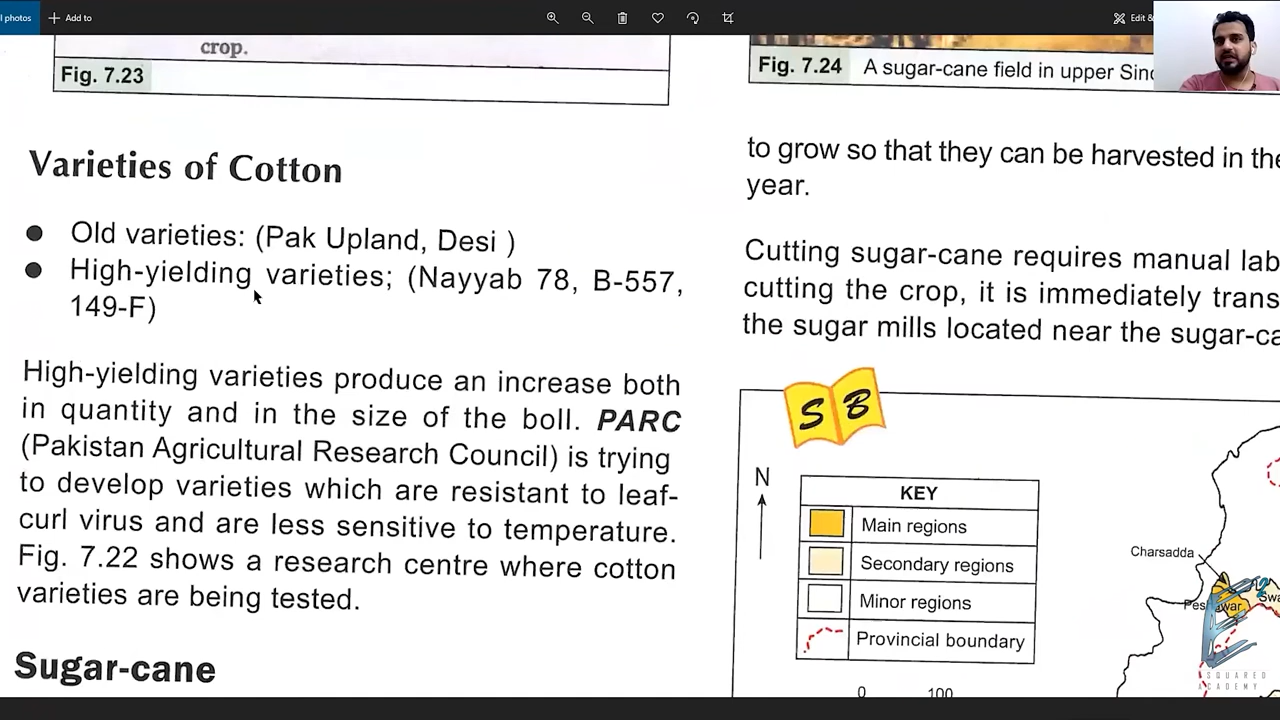 l photos
Add to
Edit &
crop.
Fig. 7.23
Varieties of Cotton
● Old varieties: (Pak Upland, Desi )
● High-yielding varieties; (Nayyab 78, B-557,
149-F)
High-yielding varieties produce an increase both
in quantity and in the size of the boll. PARC
(Pakistan Agricultural Research Council) is trying
to develop varieties which are resistant to leaf-
curl virus and are less sensitive to temperature.
Fig. 7.22 shows a research centre where cotton
varieties are being tested.
Sugar-cane
Fig. 7.24 A sugar-cane field in upper Sind
to grow so that they can be harvested in the
year.
Cutting sugar-cane requires manual lab
cutting the crop, it is immediately trans
the sugar mills located near the sugar-ca
S B
N
KEY
Main regions
Secondary regions
Minor regions
Provincial boundary
0 100
Charsadda
Peshawar
Swa
SQUARED
ACADEMY